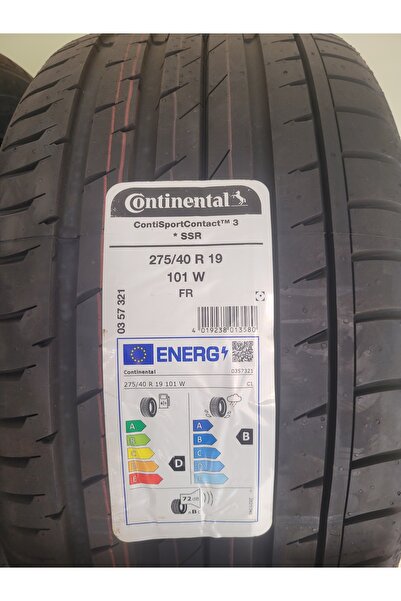 Continental
ContiSportContact™ 3
* SSR
275/40 R 19
101 W
FR
03 57 321
4 019238 013580
ENERG
Continental
0357321
275/40 R 19 101 W
C1
A
B
C
D
E
D
A
B
C
D
E
B
72 dB
B